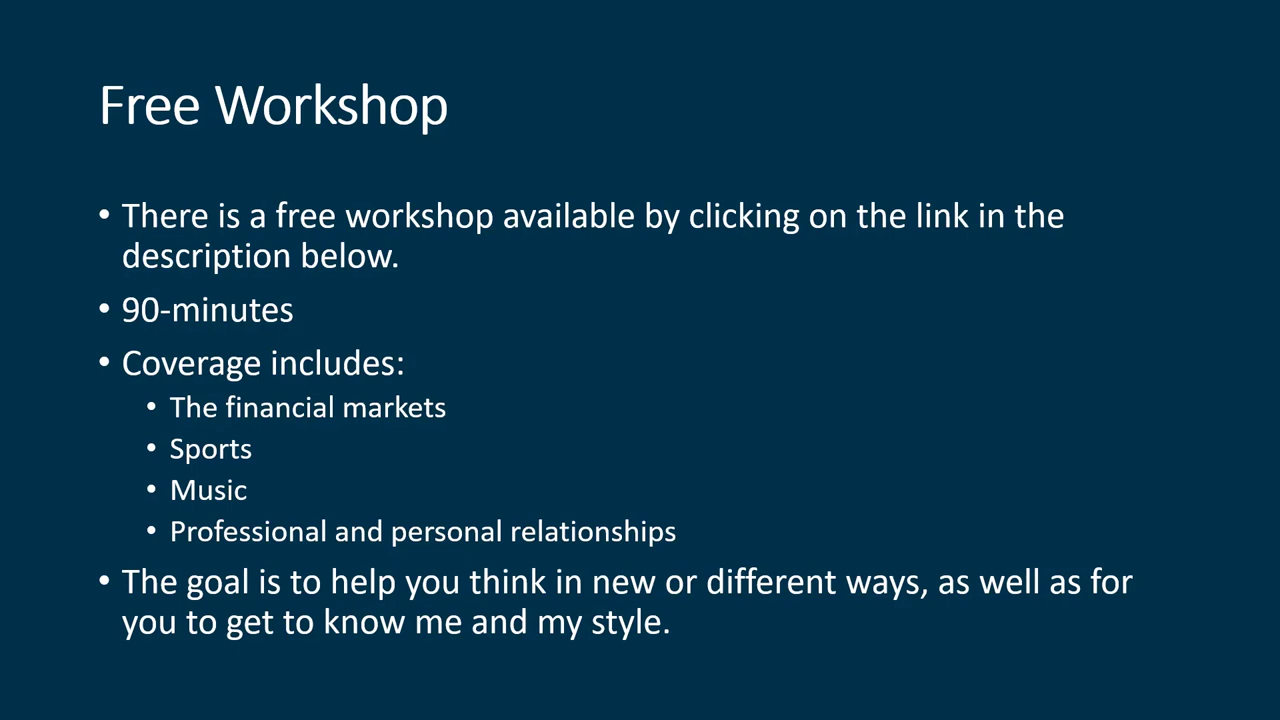 Free Workshop
• There is a free workshop available by clicking on the link in the
description below.
• 90-minutes
• Coverage includes:
• The financial markets
• Sports
• Music
• Professional and personal relationships
• The goal is to help you think in new or different ways, as well as for
you to get to know me and my style.